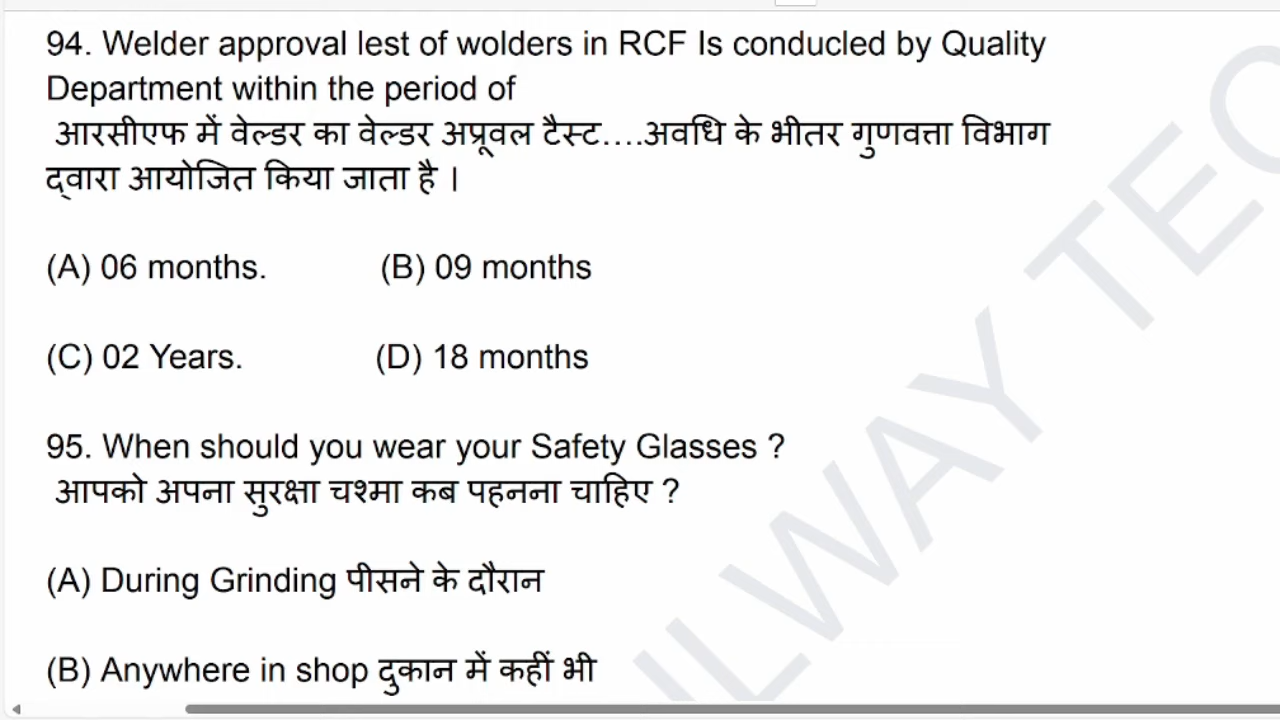 94. Welder approval lest of wolders in RCF Is conducled by Quality
Department within the period of
आरसीएफ में वेल्डर का वेल्डर अप्रूवल टैस्ट....अवधि के भीतर गुणवत्ता विभाग
द्वारा आयोजित किया जाता है ।
(A) 06 months. (B) 09 months
(C) 02 Years. (D) 18 months
95. When should you wear your Safety Glasses ?
आपको अपना सुरक्षा चश्मा कब पहनना चाहिए ?
(A) During Grinding पीसने के दौरान
(B) Anywhere in shop दुकान में कहीं भी
ILWAY TEC